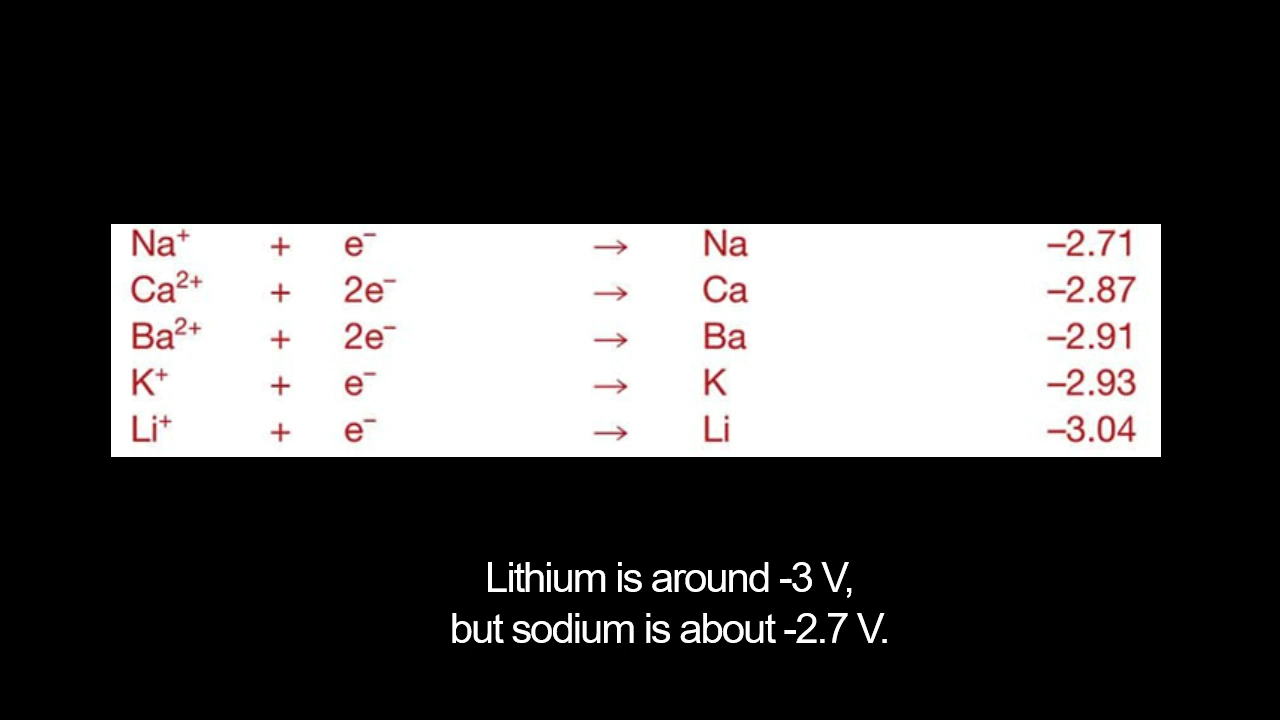 Na⁺ + e⁻ → Na –2.71
Ca²⁺ + 2e⁻ → Ca –2.87
Ba²⁺ + 2e⁻ → Ba –2.91
K⁺ + e⁻ → K –2.93
Li⁺ + e⁻ → Li –3.04
Lithium is around -3 V,
but sodium is about -2.7 V.